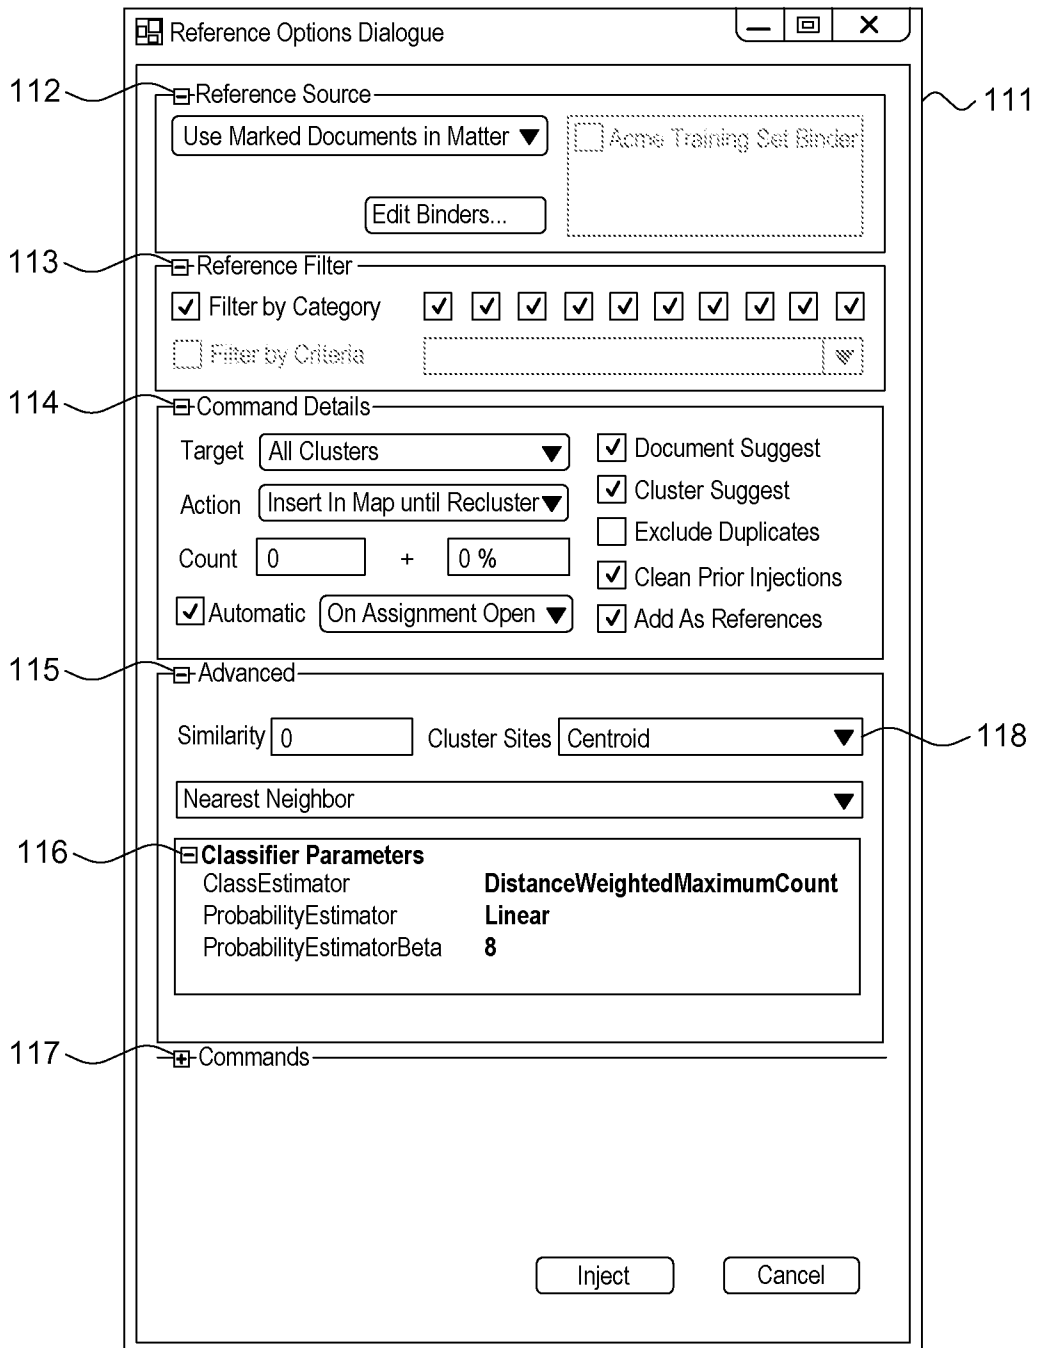 Reference Options Dialogue
112
Reference Source
111
Use Marked Documents in Matter
Acme Training Set Binder
Edit Binders...
113
Reference Filter
Filter by Category
Filter by Criteria
114
Command Details
Target All Clusters
Document Suggest
Action Insert In Map until Recluster
Cluster Suggest
Exclude Duplicates
Count 0 + 0 %
Clean Prior Injections
Automatic On Assignment Open
Add As References
115
Advanced
Similarity 0 Cluster Sites Centroid
118
Nearest Neighbor
116
Classifier Parameters
ClassEstimator DistanceWeightedMaximumCount
ProbabilityEstimator Linear
ProbabilityEstimatorBeta 8
117
Commands
Inject Cancel